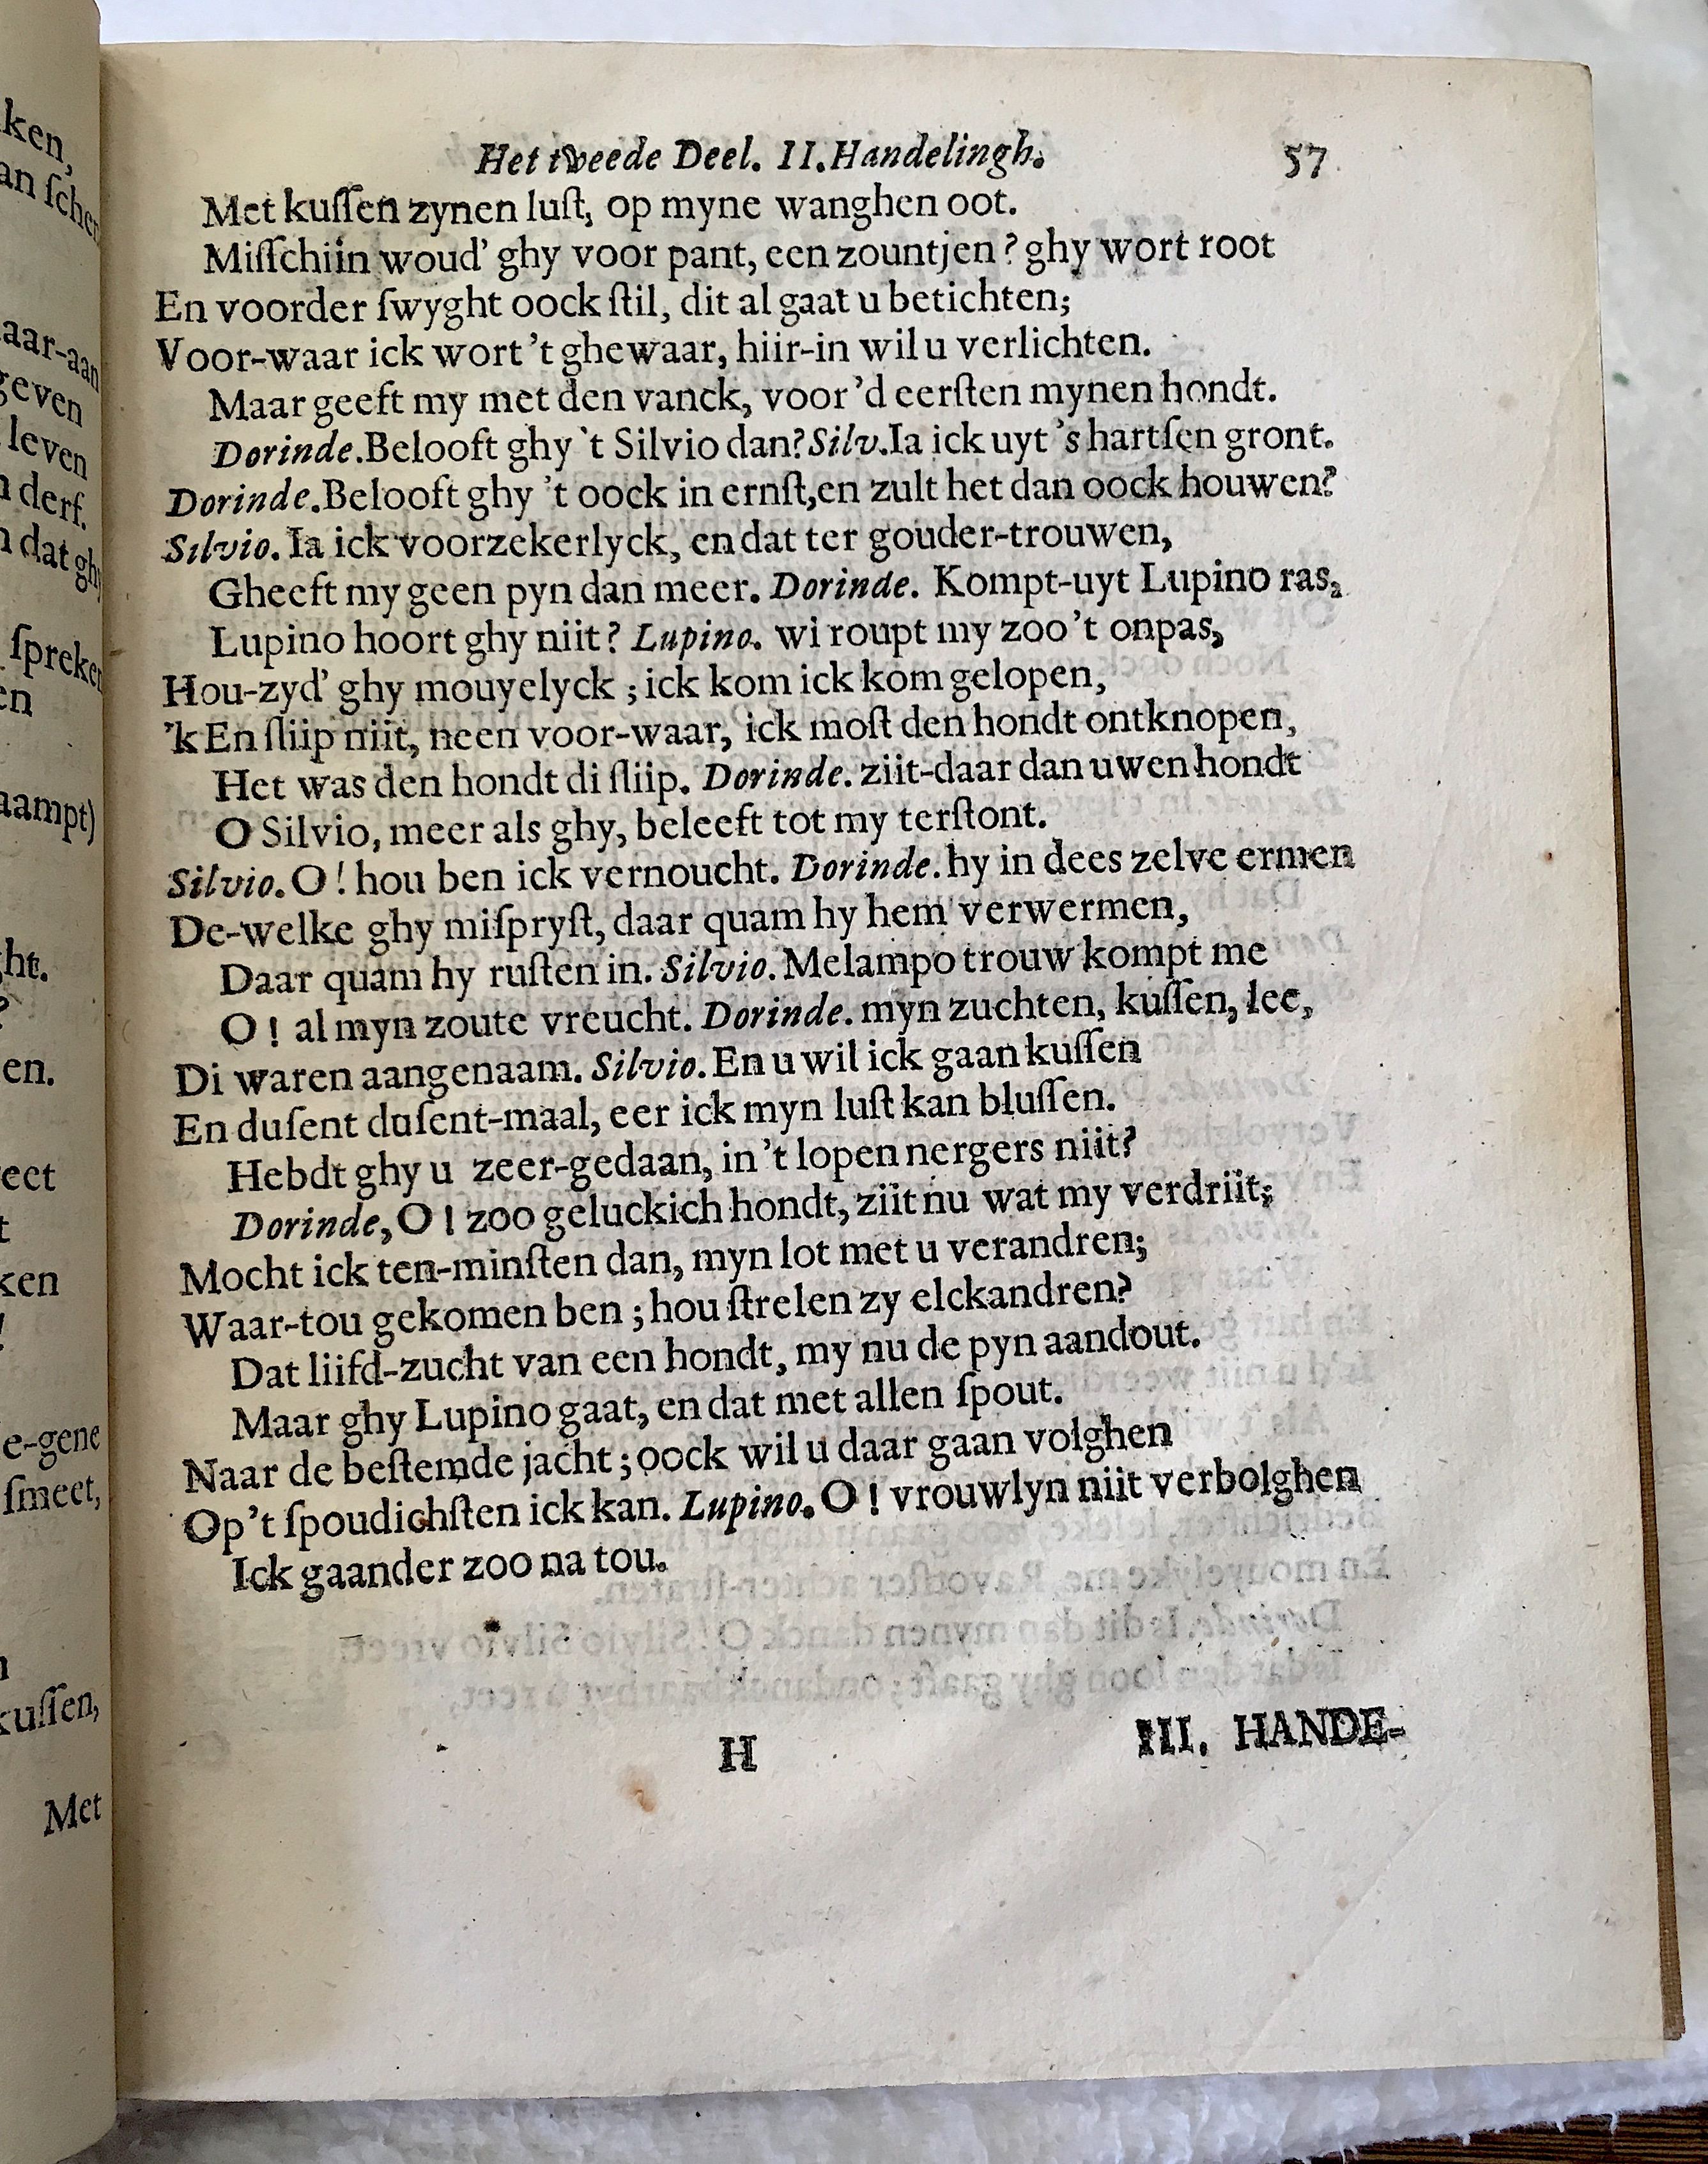 Het tweede Deel. II. Handelingh. 57
Met kuſſen zynen luſt, op myne wanghen oot.
Miſſchiin woud' ghy voor pant, een zountjen? ghy wort root
En voorder ſwyght oock ſtil, dit al gaat u betichten;
Voor-waar ick wort 't ghewaar, hiir-in wil u verlichten.
Maar geeft my met den vanck, voor 'd eerſten mynen hondt.
Dorinde. Belooft ghy 't Silvio dan? Silv. Ia ick uyt 's hartſen gront.
Dorinde. Belooft ghy 't oock in ernſt, en zult het dan oock houwen?
Silvio. Ia ick voorzekerlyck, en dat ter gouder-trouwen,
Gheeft my geen pyn dan meer. Dorinde. Kompt-uyt Lupino ras,
Lupino hoort ghy niit? Lupino. wi roupt my zoo 't onpas,
Hou-zyd' ghy mouyelyck; ick kom ick kom gelopen,
'k En ſliip niit, neen voor-waar, ick moſt den hondt ontknopen,
Het was den hondt di ſliip. Dorinde. ziit-daar dan uwen hondt
O Silvio, meer als ghy, beleeft tot my terſtont.
Silvio. O! hou ben ick vernoucht. Dorinde. hy in dees zelve ermen
De-welke ghy miſpryſt, daar quam hy hem verwermen,
Daar quam hy ruſten in. Silvio. Melampo trouw kompt me
O! al myn zoute vreucht. Dorinde. myn zuchten, kuſſen, lee,
Di waren aangenaam. Silvio. En u wil ick gaan kuſſen
En duſent duſent-maal, eer ick myn luſt kan bluſſen.
Hebdt ghy u zeer-gedaan, in 't lopen nergers niit?
Dorinde, O! zoo geluckich hondt, ziit nu wat my verdriit;
Mocht ick ten-minſten dan, myn lot met u verandren;
Waar-tou gekomen ben; hou ſtrelen zy elckandren?
Dat liifd-zucht van een hondt, my nu de pyn aandout.
Maar ghy Lupino gaat, en dat met allen ſpout.
Naar de beſtemde jacht; oock wil u daar gaan volghen
Op 't ſpoudichſten ick kan. Lupino. O! vrouwlyn niit verbolghen
Ick gaander zoo na tou.
H III. HANDE-